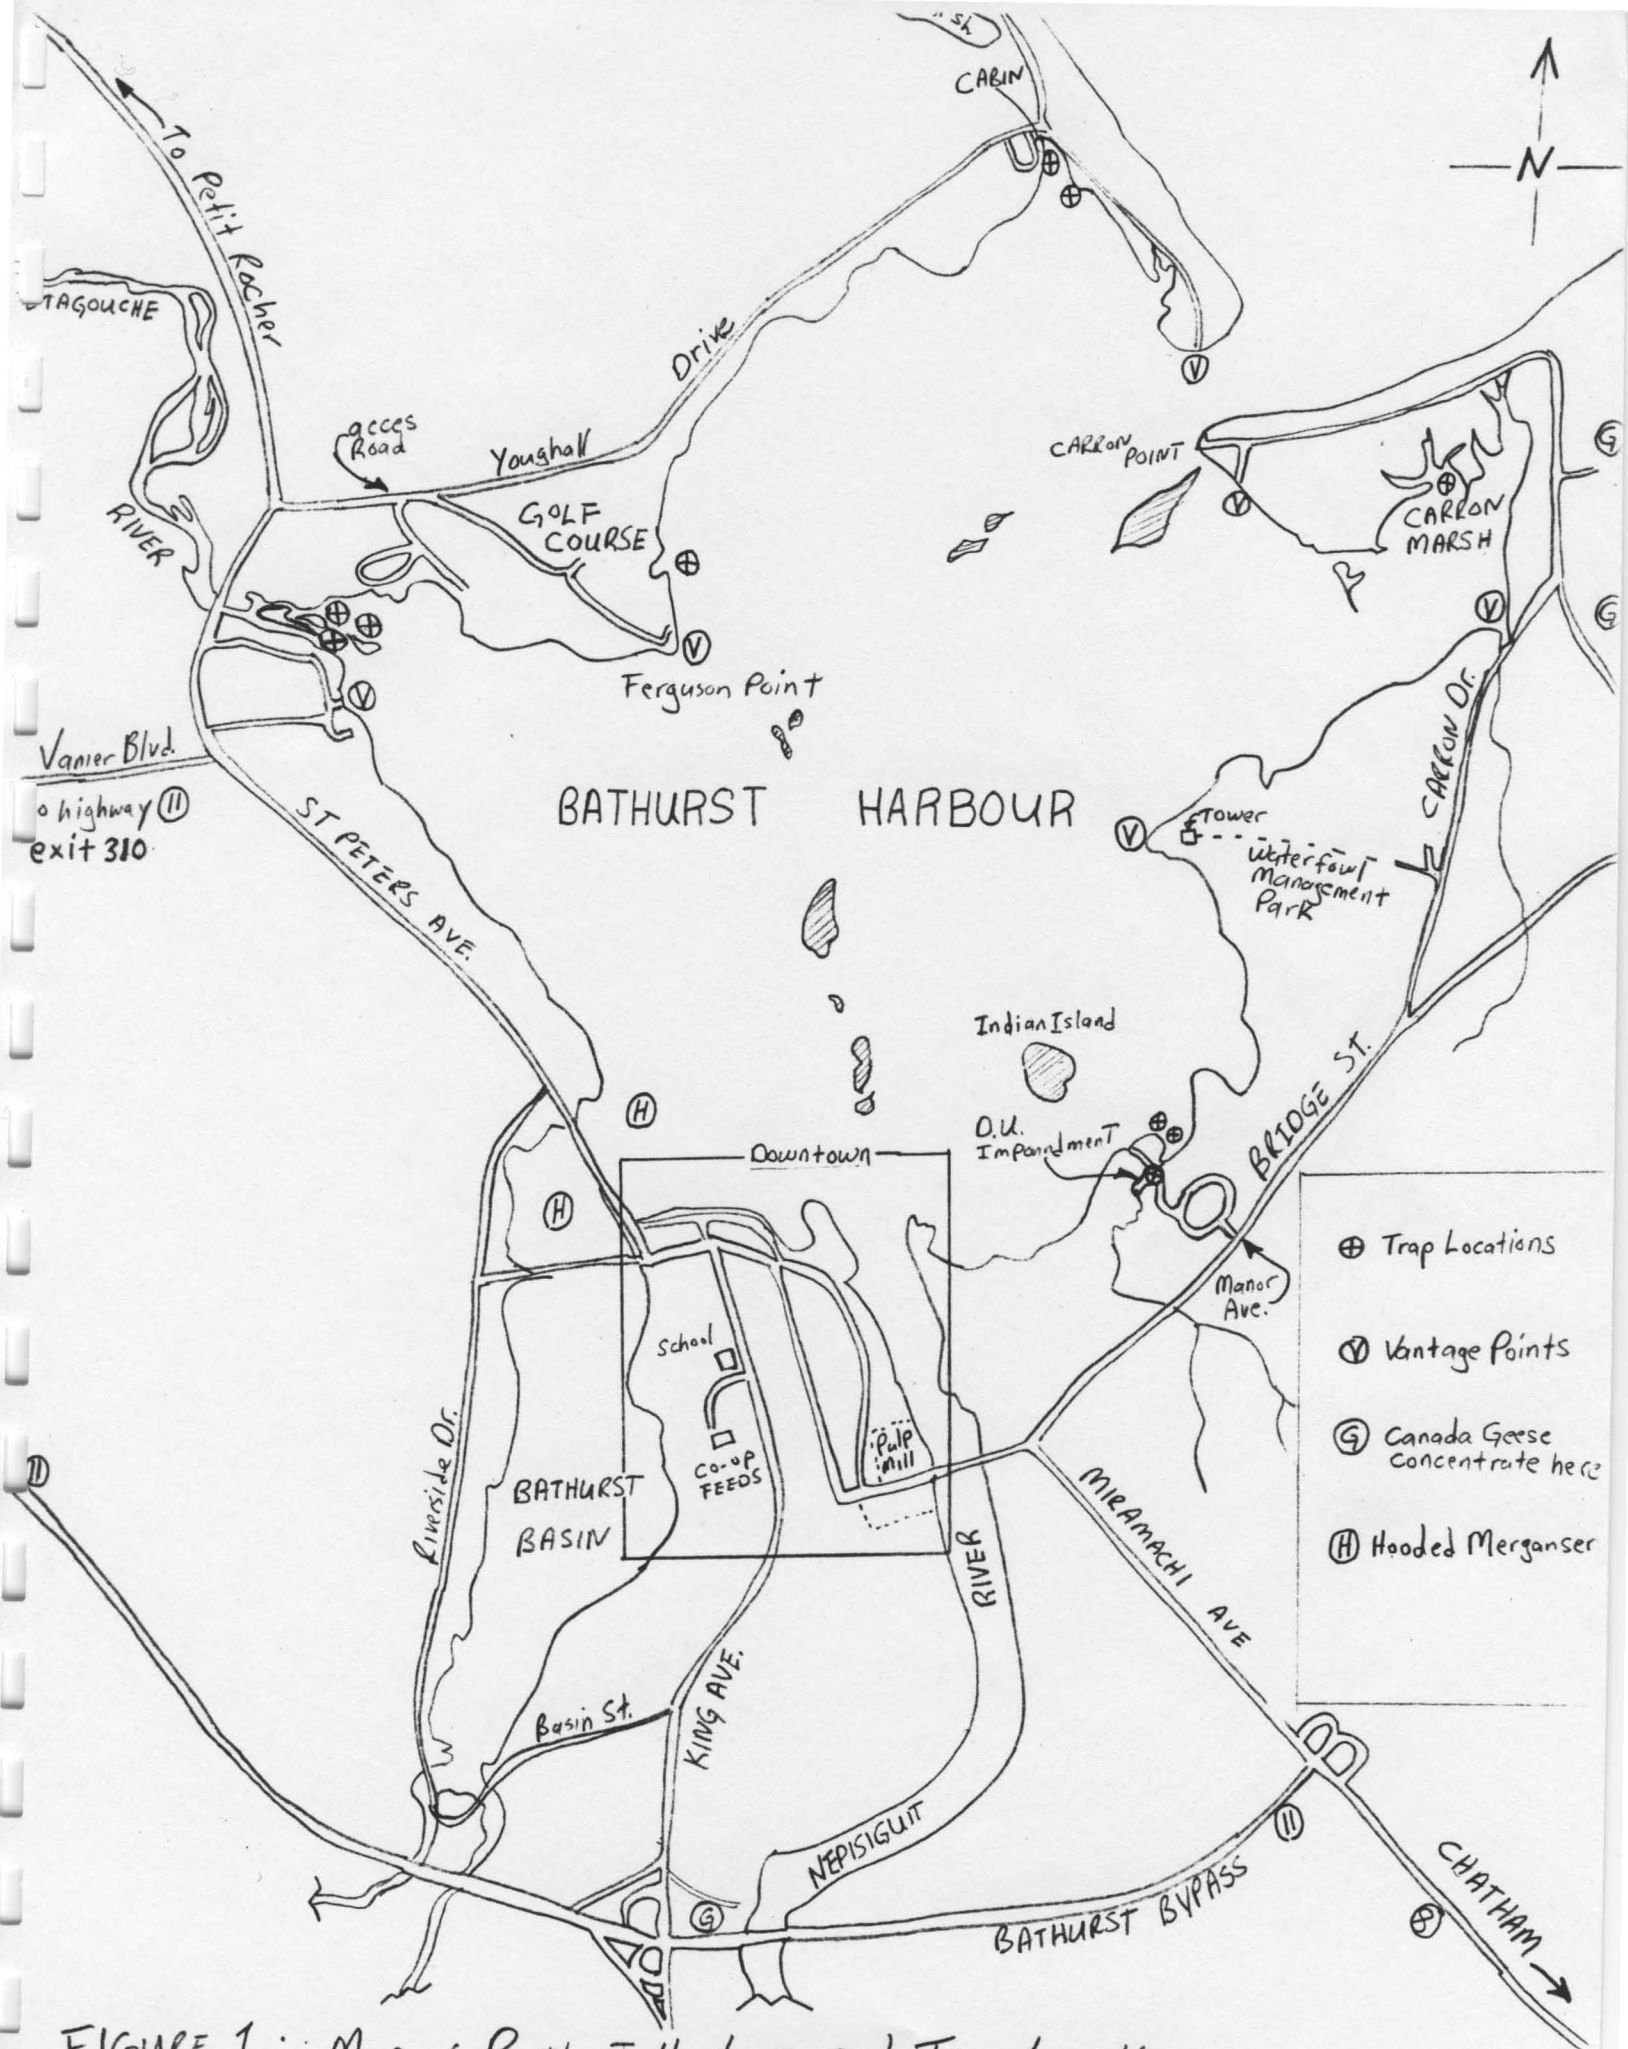 CABIN
N
To Petit Rocher
TAGOUCHE
RIVER
acces
Road
Youghall
Drive
GOLF
COURSE
CARRON
POINT
V
G
CARRON
MARSH
V
G
V
V
Ferguson Point
V
Vanier Blvd.
o highway 11
exit 310
ST PETERS AVE.
BATHURST HARBOUR
CARRON Dr.
V
Tower
Waterfowl
Management
Park
Indian Island
H
D.U.
Impoundment
BRIDGE ST.
Downtown
H
Manor
Ave.
School
Co-op
FEEDS
Pulp
Mill
Riverside Dr.
BATHURST
BASIN
RIVER
MIRAMACHI AVE
Trap Locations
V Vantage Points
G Canada Geese
concentrate here
H Hooded Merganser
11
Basin St.
KING AVE.
NEPISIGUIT
G
BATHURST BYPASS
11
8
CHATHAM
FIGURE 1: